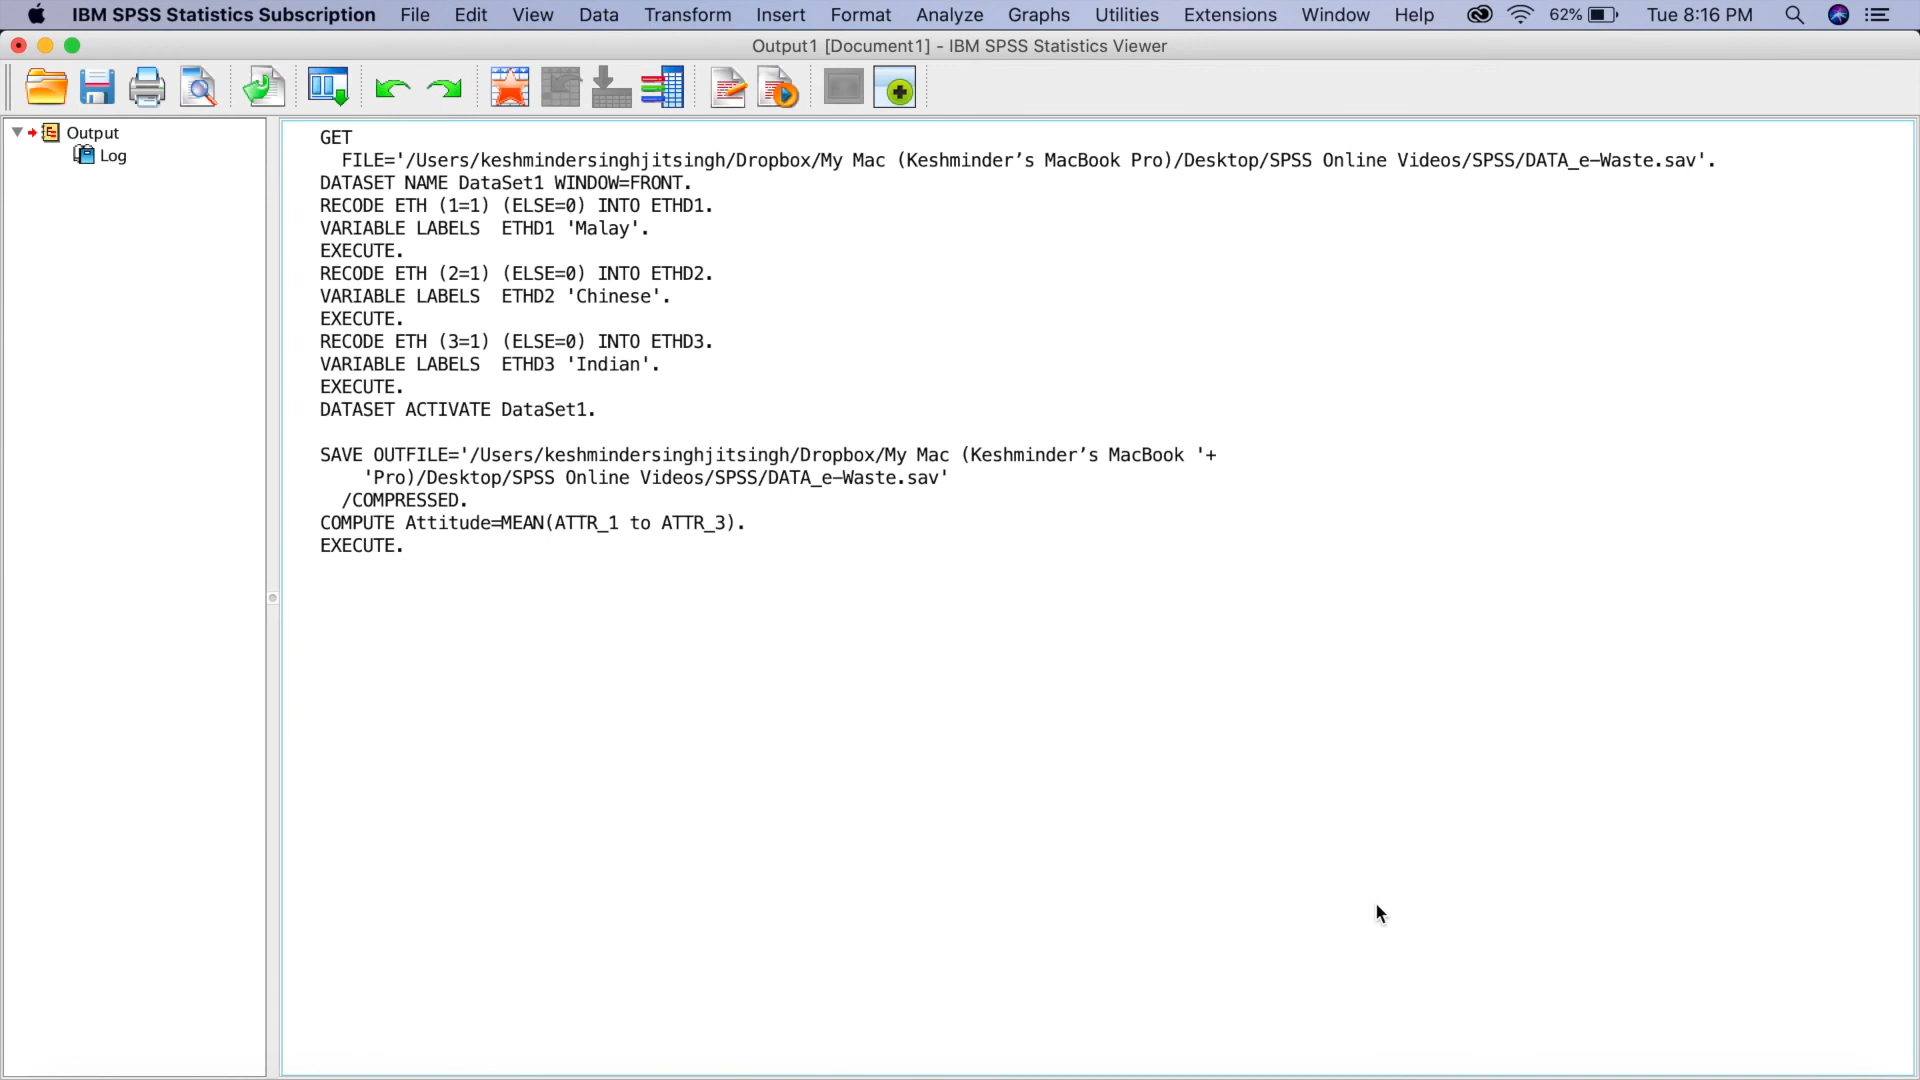 IBM SPSS Statistics Subscription File Edit View Data Transform Insert Format Analyze Graphs Utilities Extensions Window Help 62% Tue 8:16 PM
Output1 [Document1] - IBM SPSS Statistics Viewer
Output
Log
GET
FILE='/Users/keshmindersinghjitsingh/Dropbox/My Mac (Keshminder’s MacBook Pro)/Desktop/SPSS Online Videos/SPSS/DATA_e-Waste.sav'.
DATASET NAME DataSet1 WINDOW=FRONT.
RECODE ETH (1=1) (ELSE=0) INTO ETHD1.
VARIABLE LABELS  ETHD1 'Malay'.
EXECUTE.
RECODE ETH (2=1) (ELSE=0) INTO ETHD2.
VARIABLE LABELS  ETHD2 'Chinese'.
EXECUTE.
RECODE ETH (3=1) (ELSE=0) INTO ETHD3.
VARIABLE LABELS  ETHD3 'Indian'.
EXECUTE.
DATASET ACTIVATE DataSet1.
SAVE OUTFILE='/Users/keshmindersinghjitsingh/Dropbox/My Mac (Keshminder’s MacBook '+
'Pro)/Desktop/SPSS Online Videos/SPSS/DATA_e-Waste.sav'
/COMPRESSED.
COMPUTE Attitude=MEAN(ATTR_1 to ATTR_3).
EXECUTE.